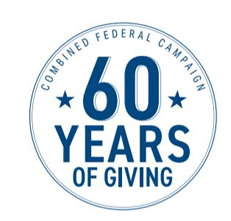 COMBINED FEDERAL CAMPAIGN
60
YEARS
OF GIVING